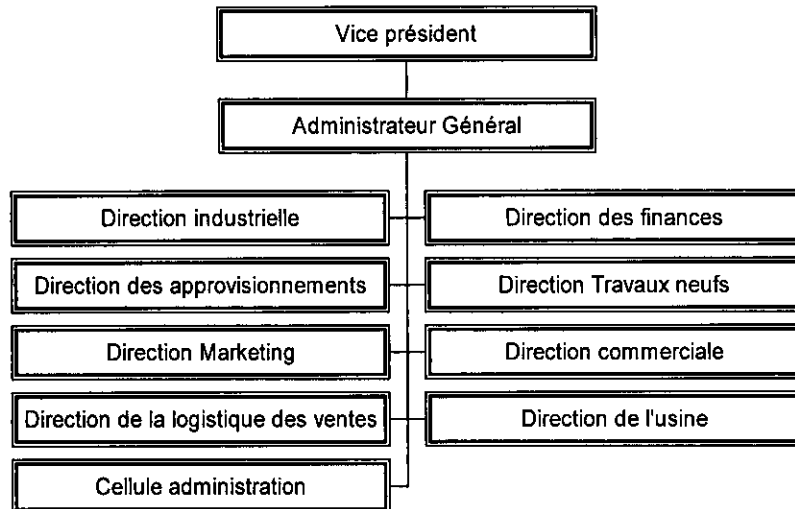 Vice président
Administrateur Général
Direction industrielle
Direction des finances
Direction des approvisionnements
Direction Travaux neufs
Direction Marketing
Direction commerciale
Direction de la logistique des ventes
Direction de l'usine
Cellule administration